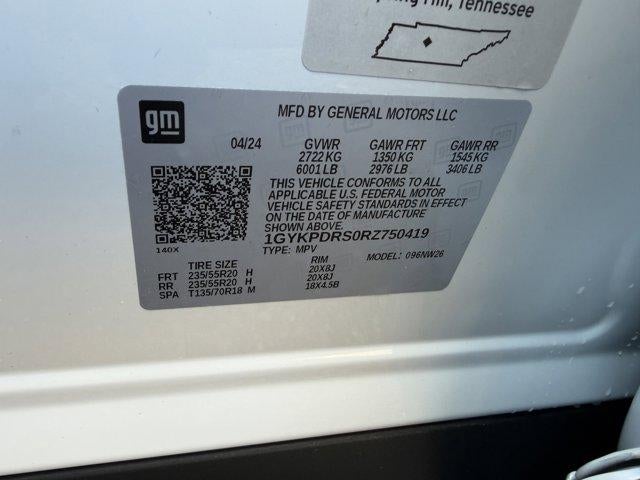 Hill, Tennessee
gm
MFD BY GENERAL MOTORS LLC
04/24 GVWR GAWR FRT GAWR RR
2722 KG 1350 KG 1545 KG
6001 LB 2976 LB 3406 LB
THIS VEHICLE CONFORMS TO ALL
APPLICABLE U.S. FEDERAL MOTOR
VEHICLE SAFETY STANDARDS IN EFFECT
ON THE DATE OF MANUFACTURE
SHOWN ABOVE.
1GYKPDRS0RZ750419
140X TYPE: MPV MODEL: 096NW26
TIRE SIZE RIM
FRT 235/55R20 H 20X8J
RR 235/55R20 H 20X8J
SPA T135/70R18 M 18X4.5B